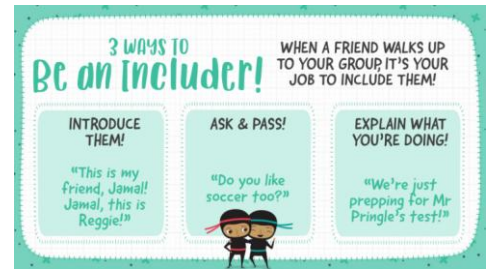 3 WAYS TO
BE an Includer!
WHEN A FRIEND WALKS UP
TO YOUR GROUP, IT'S YOUR
JOB TO INCLUDE THEM!
INTRODUCE
THEM!
"This is my
friend, Jamal!
Jamal, this is
Reggie!"
ASK & PASS!
"Do you like
soccer too?"
EXPLAIN WHAT
YOU'RE DOING!
"We're just
prepping for Mr
Pringle's test!"